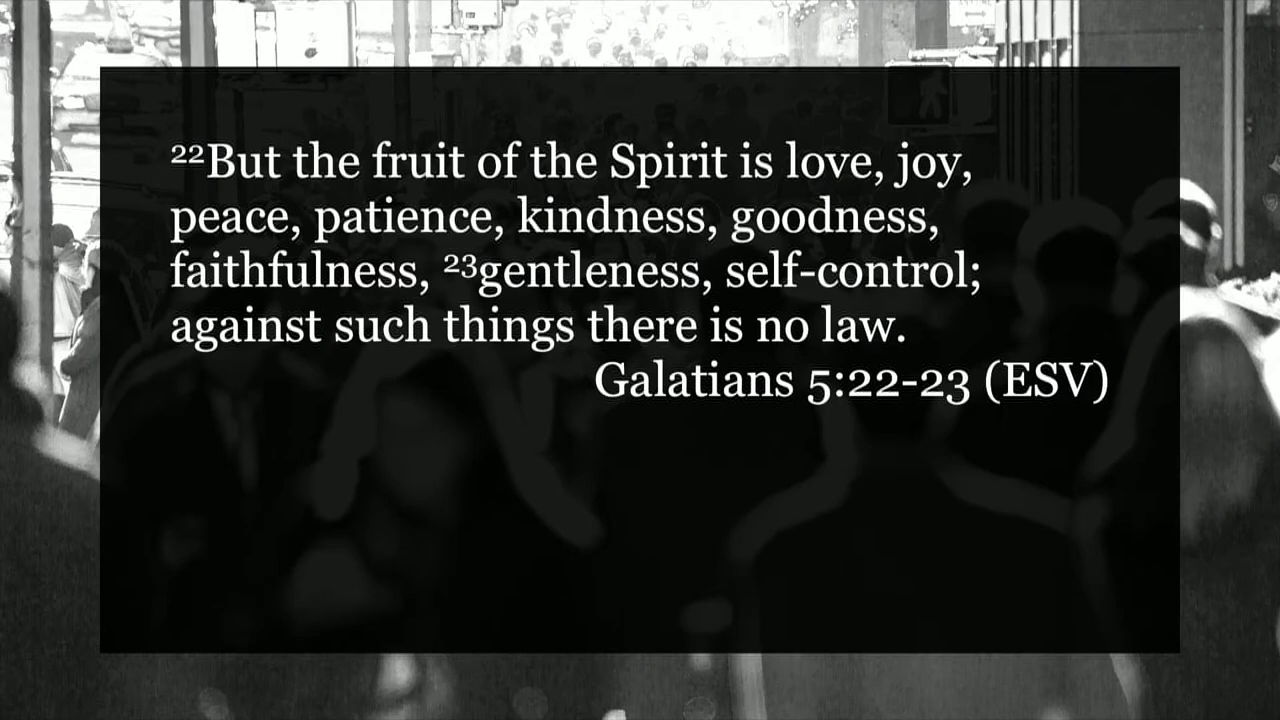 ²²But the fruit of the Spirit is love, joy,
peace, patience, kindness, goodness,
faithfulness, ²³gentleness, self-control;
against such things there is no law.
Galatians 5:22-23 (ESV)